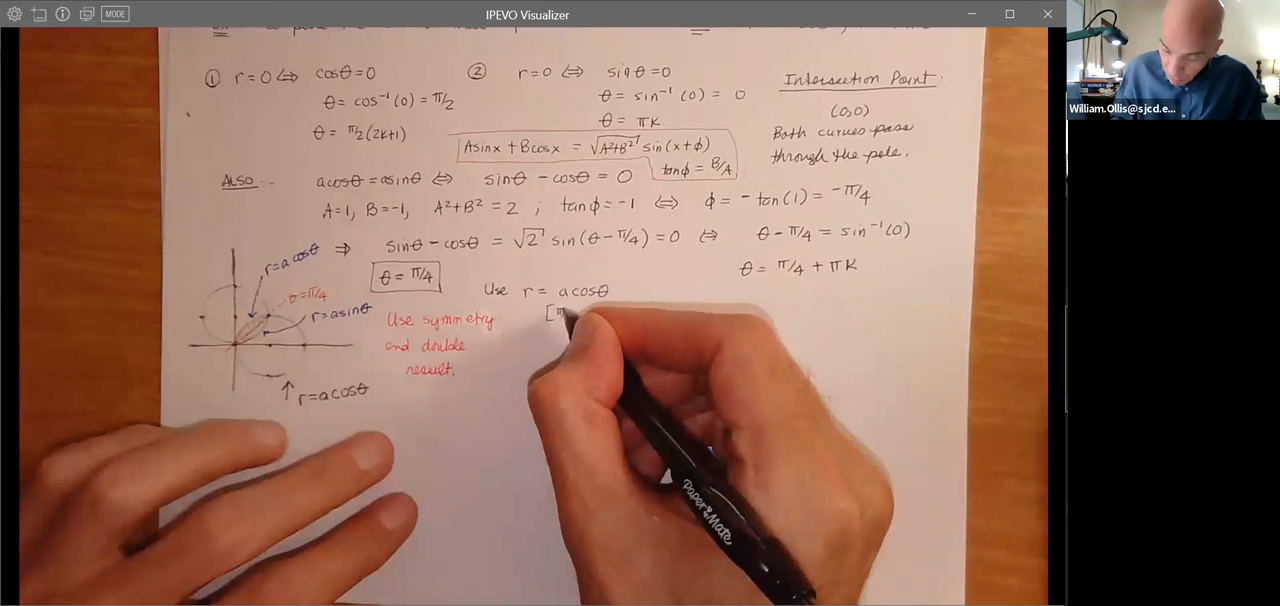 MODE
IPEVO Visualizer
William.Ollis@sjcd.e...
① r=0 ⇔ cosθ=0
θ = cos⁻¹(0) = π/2
θ = π/2(2k+1)
② r=0 ⇔ sinθ=0
θ = sin⁻¹(0) = 0
θ = πK
Intersection Point:
(0,0)
Both curves pass
through the pole.
Asinx + Bcosx = √A²+B² sin(x+φ)
tanφ = B/A
ALSO:- acosθ = asinθ ⇔ sinθ - cosθ = 0
A=1, B=-1, A²+B² = 2 ; tanφ = -1 ⇔ φ = -tan(1) = -π/4
⇒ sinθ - cosθ = √2 sin(θ-π/4) = 0 ⇔ θ-π/4 = sin⁻¹(0)
θ = π/4
θ = π/4 + πK
r=acosθ
θ=π/4
r=asinθ
↑ r=acosθ
Use symmetry
and double
result.
Use r = acosθ
[π
Paper Mate